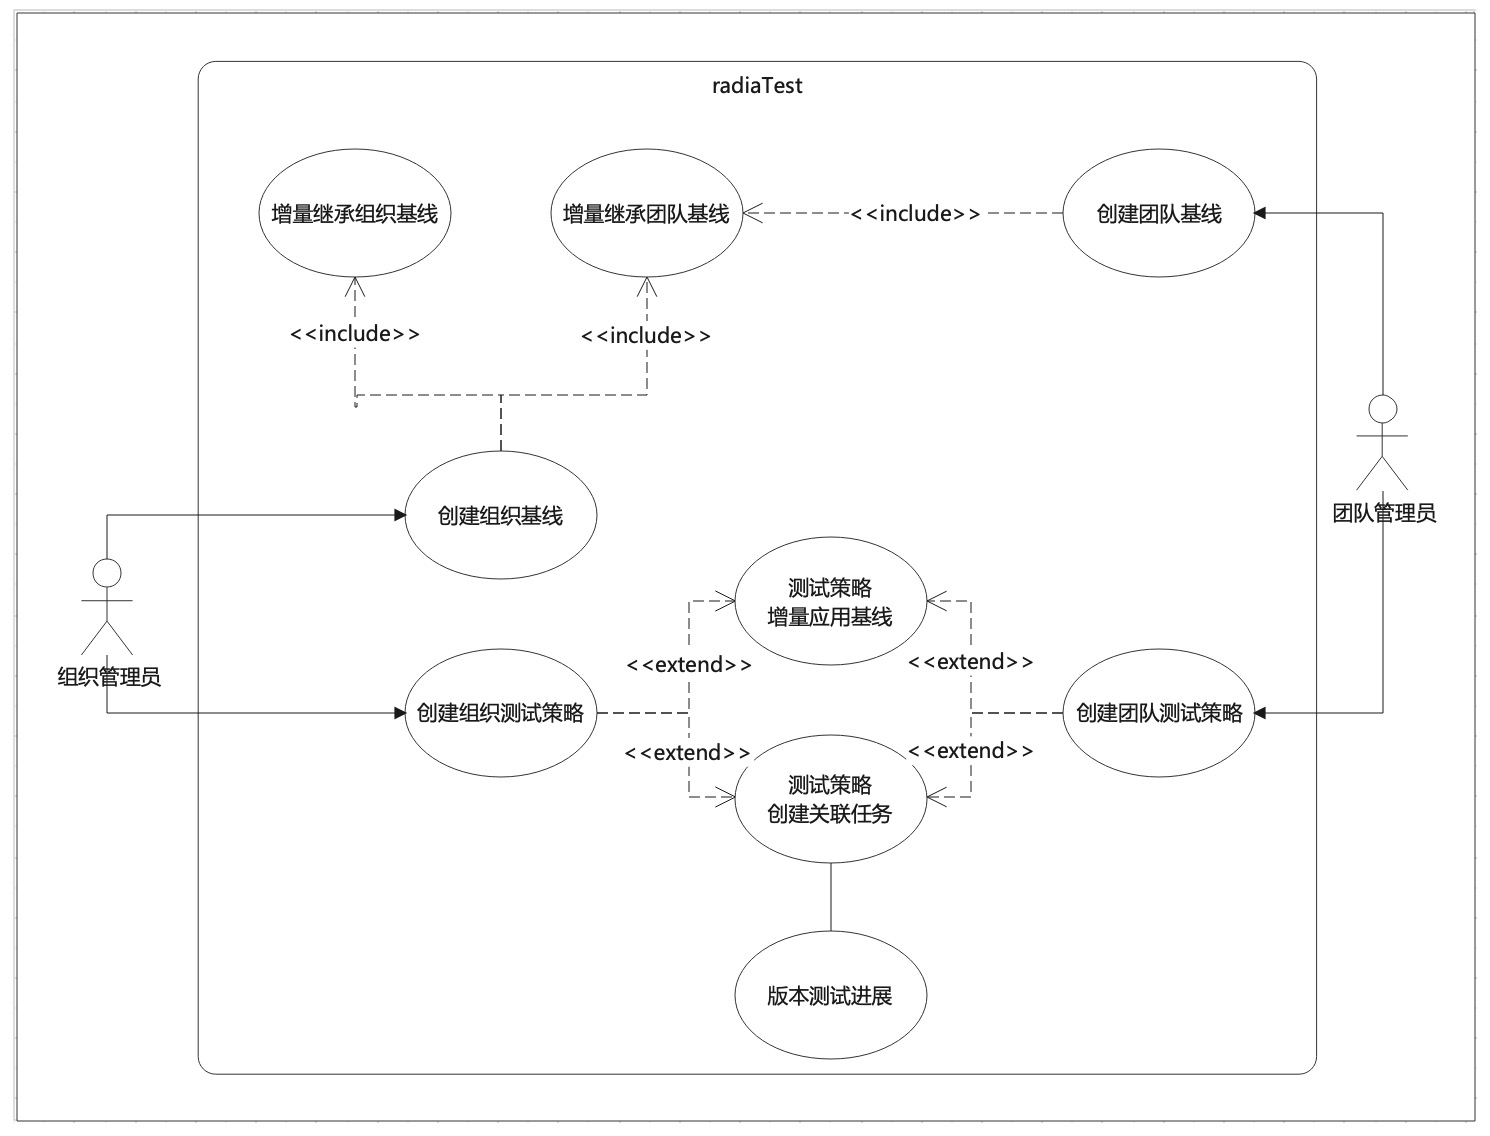 radiaTest
增量继承组织基线
增量继承团队基线
<<include>>
创建团队基线
<<include>>
<<include>>
创建组织基线
团队管理员
测试策略
增量应用基线
组织管理员
<<extend>>
<<extend>>
创建组织测试策略
创建团队测试策略
<<extend>>
<<extend>>
测试策略
创建关联任务
版本测试进展